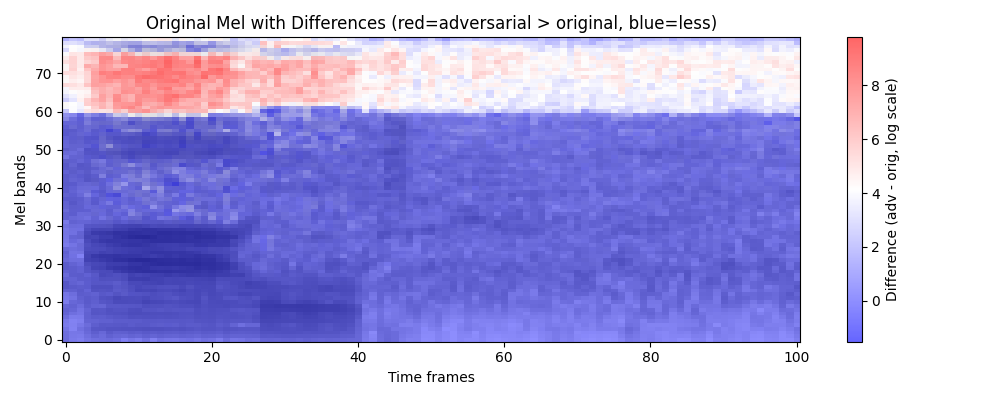 Original Mel with Differences (red=adversarial > original, blue=less)
Mel bands
70
60
50
40
30
20
10
0
0 20 40 60 80 100
Time frames
8
6
4
2
0
Difference (adv - orig, log scale)